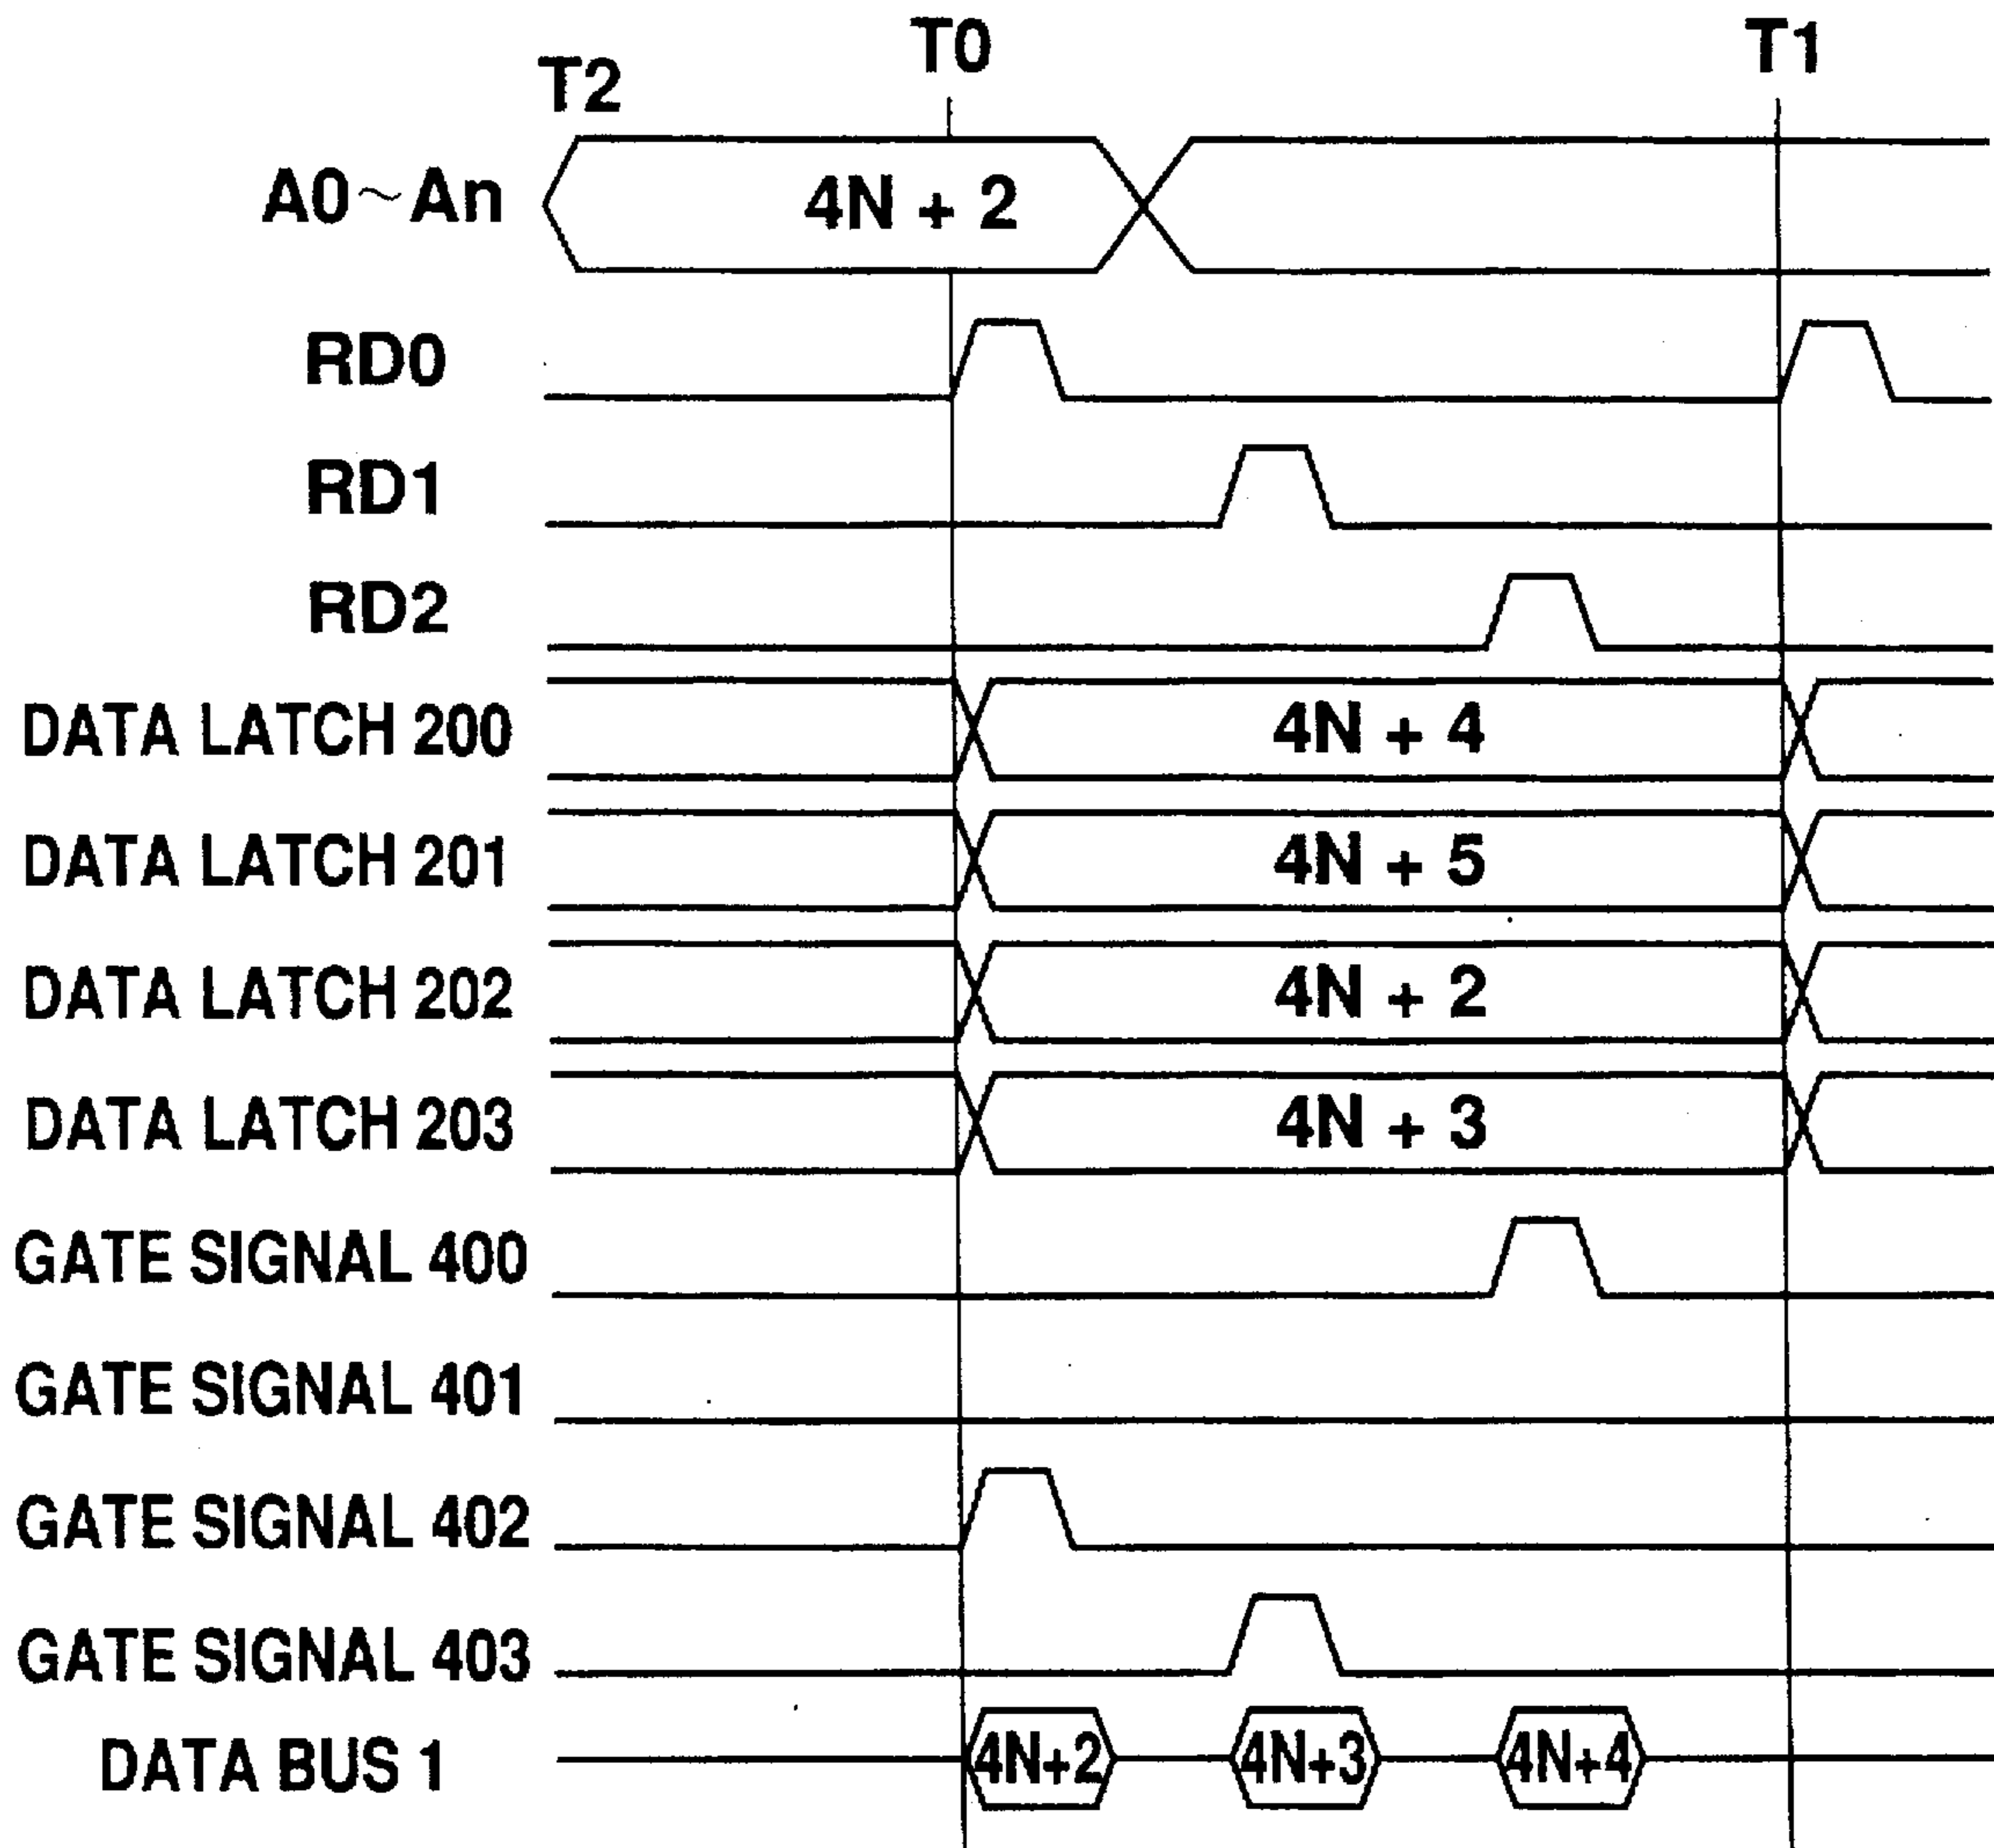 T0 T1
T2
A0~An 4N + 2
RD0
RD1
RD2
DATA LATCH 200 4N + 4
DATA LATCH 201 4N + 5
DATA LATCH 202 4N + 2
DATA LATCH 203 4N + 3
GATE SIGNAL 400
GATE SIGNAL 401
GATE SIGNAL 402
GATE SIGNAL 403
DATA BUS 1 4N+2 4N+3 4N+4